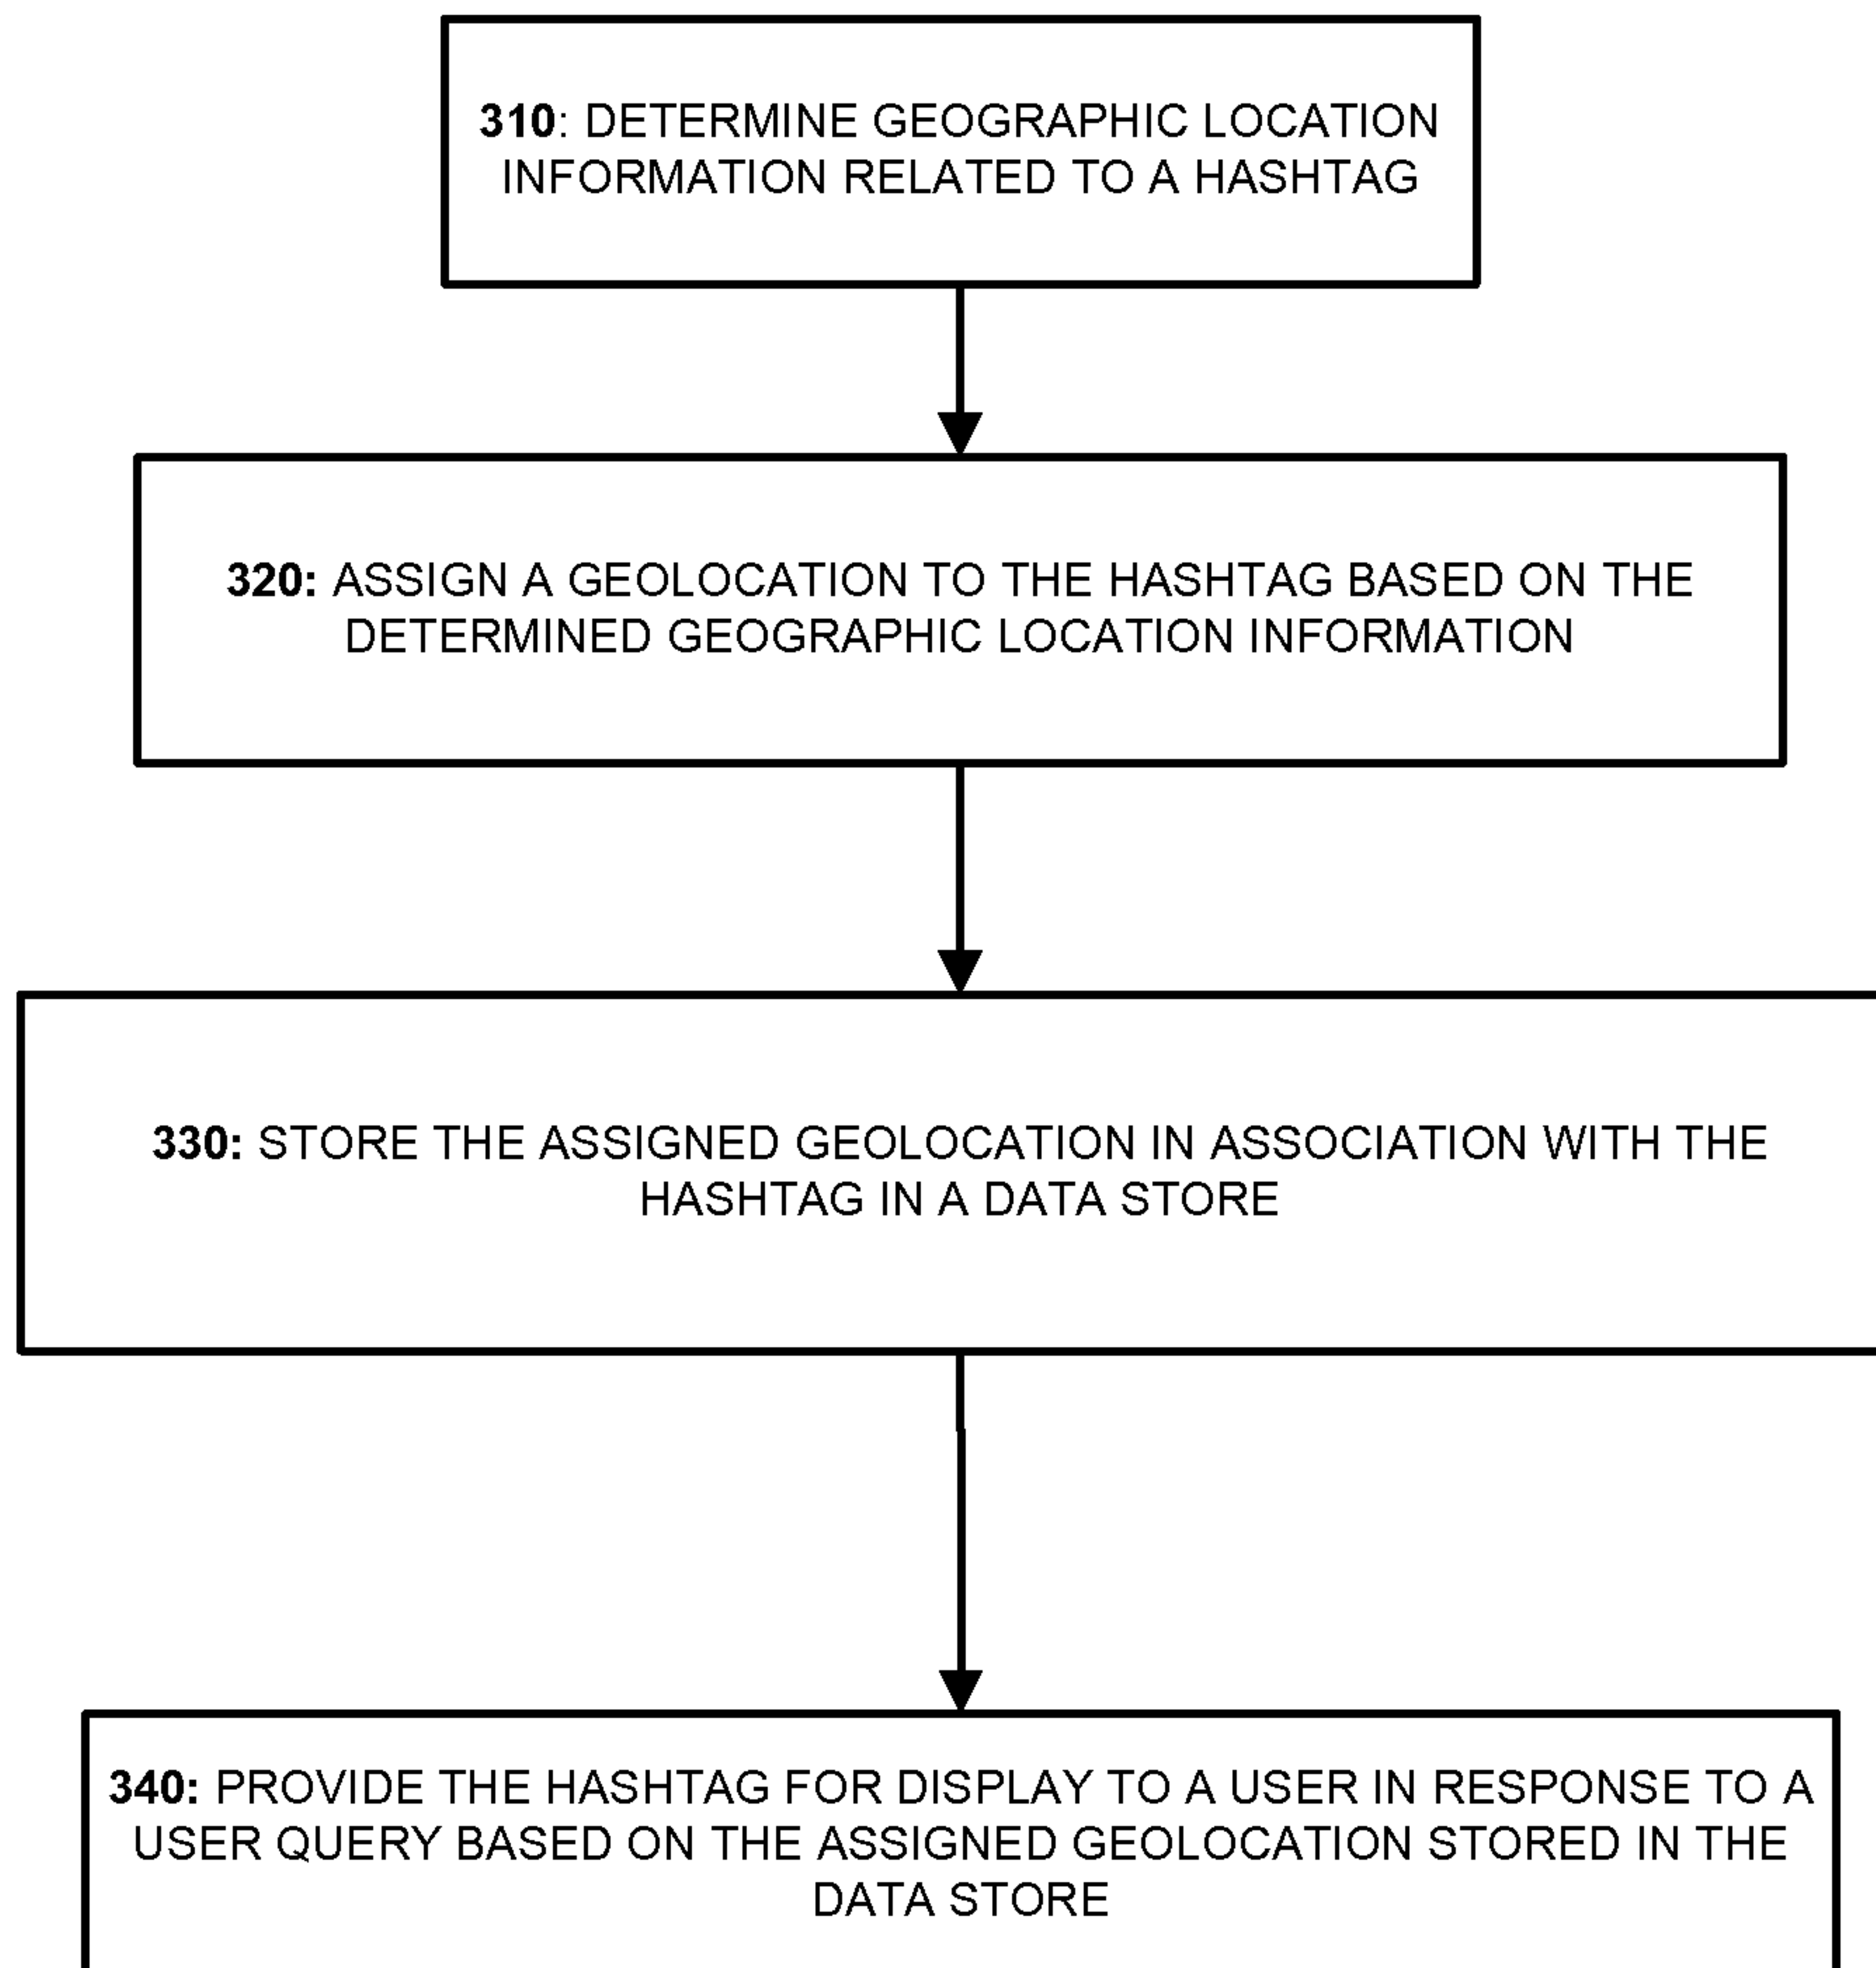 310: DETERMINE GEOGRAPHIC LOCATION
INFORMATION RELATED TO A HASHTAG
320: ASSIGN A GEOLOCATION TO THE HASHTAG BASED ON THE
DETERMINED GEOGRAPHIC LOCATION INFORMATION
330: STORE THE ASSIGNED GEOLOCATION IN ASSOCIATION WITH THE
HASHTAG IN A DATA STORE
340: PROVIDE THE HASHTAG FOR DISPLAY TO A USER IN RESPONSE TO A
USER QUERY BASED ON THE ASSIGNED GEOLOCATION STORED IN THE
DATA STORE